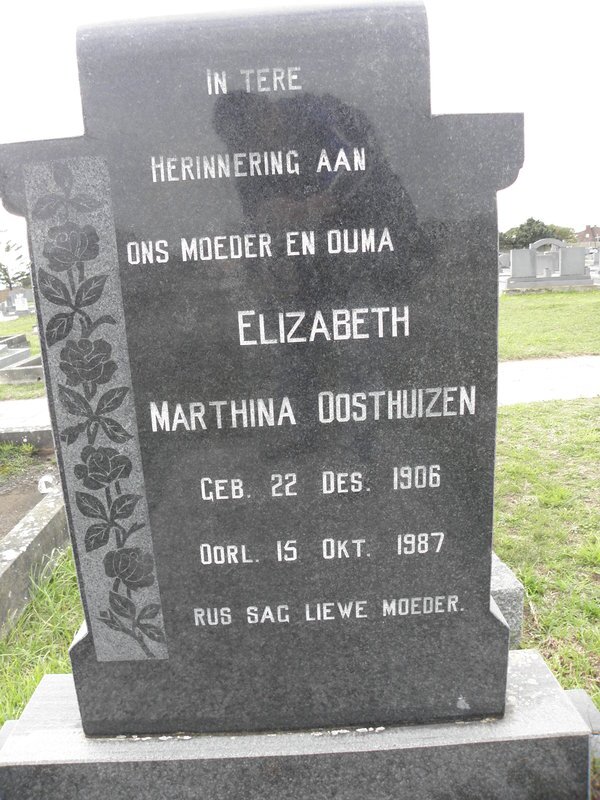 IN TERE
HERINNERING AAN
ONS MOEDER EN OUMA
ELIZABETH
MARTHINA OOSTHUIZEN
GEB. 22 DES. 1906
OORL. 15 OKT. 1987
RUS SAG LIEWE MOEDER.